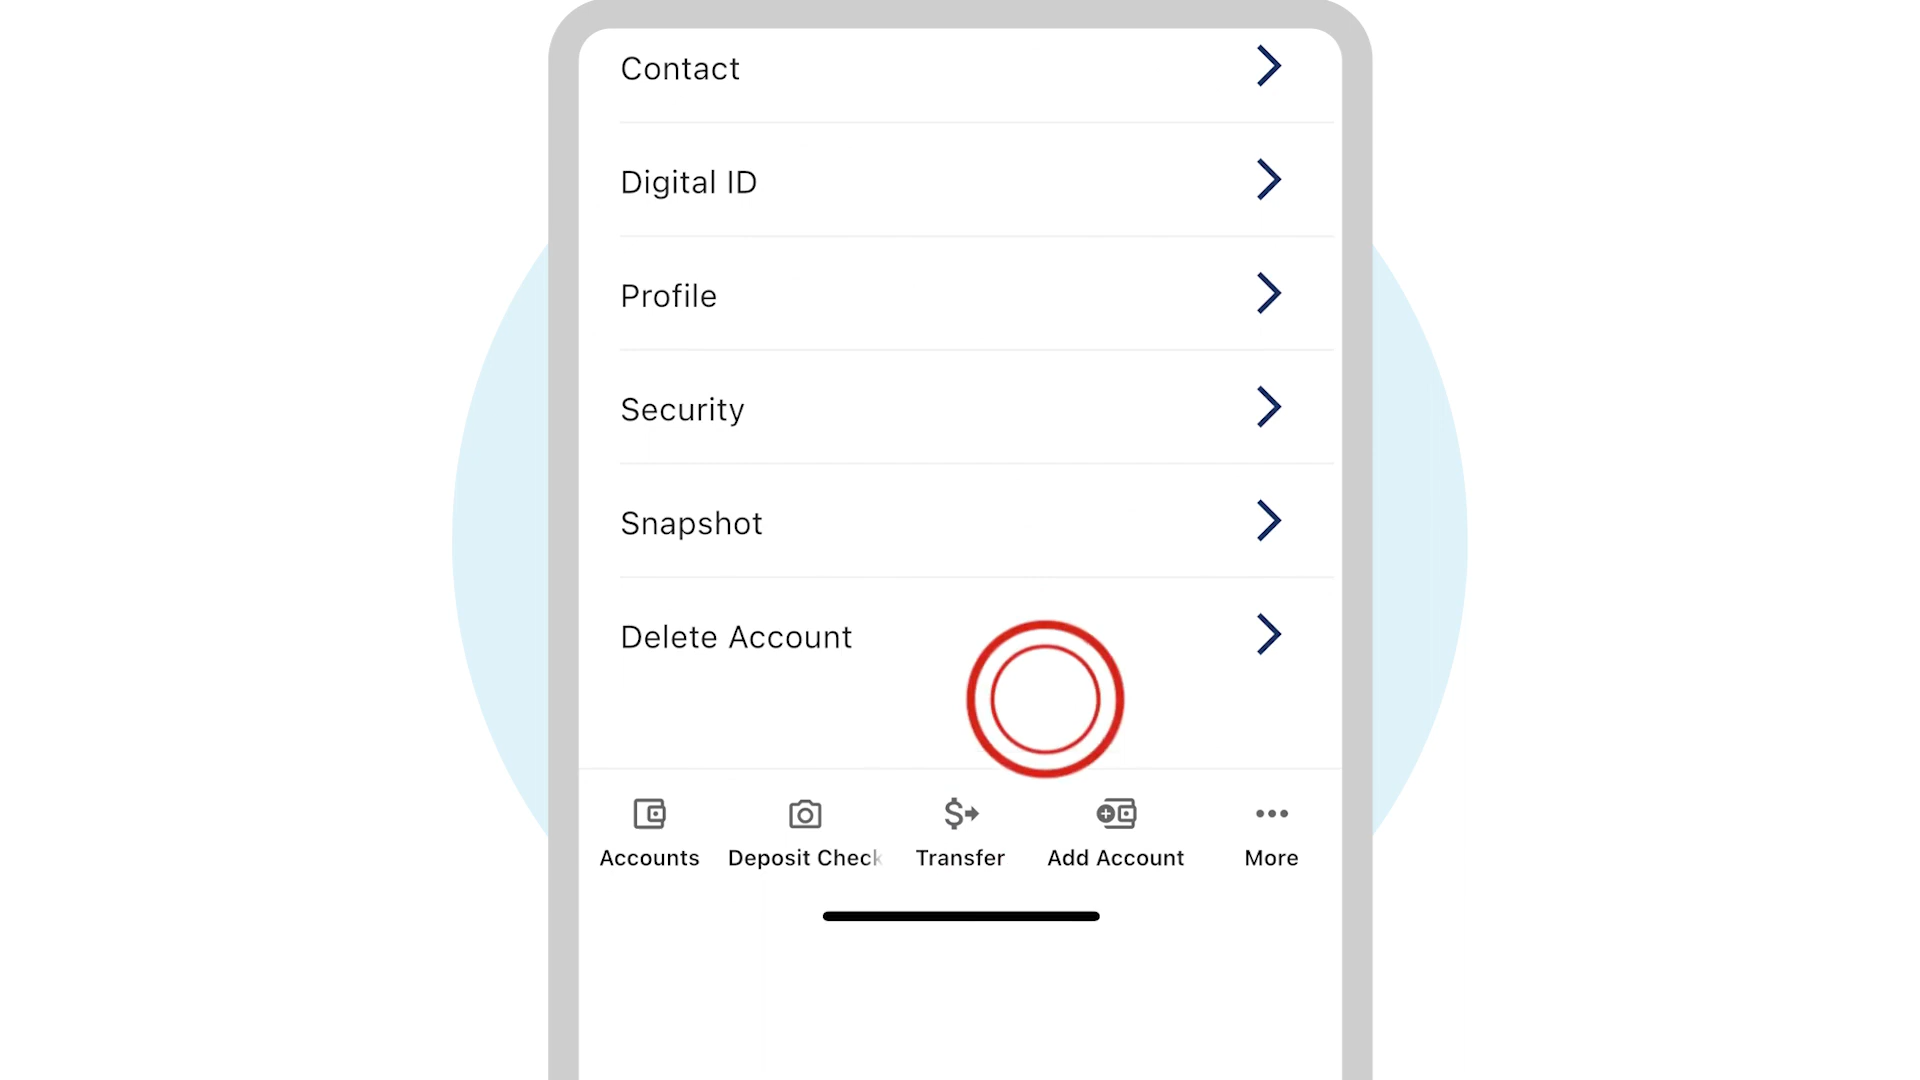 Contact
Digital ID
Profile
Security
Snapshot
Delete Account
Accounts
Deposit Check
Transfer
Add Account
More